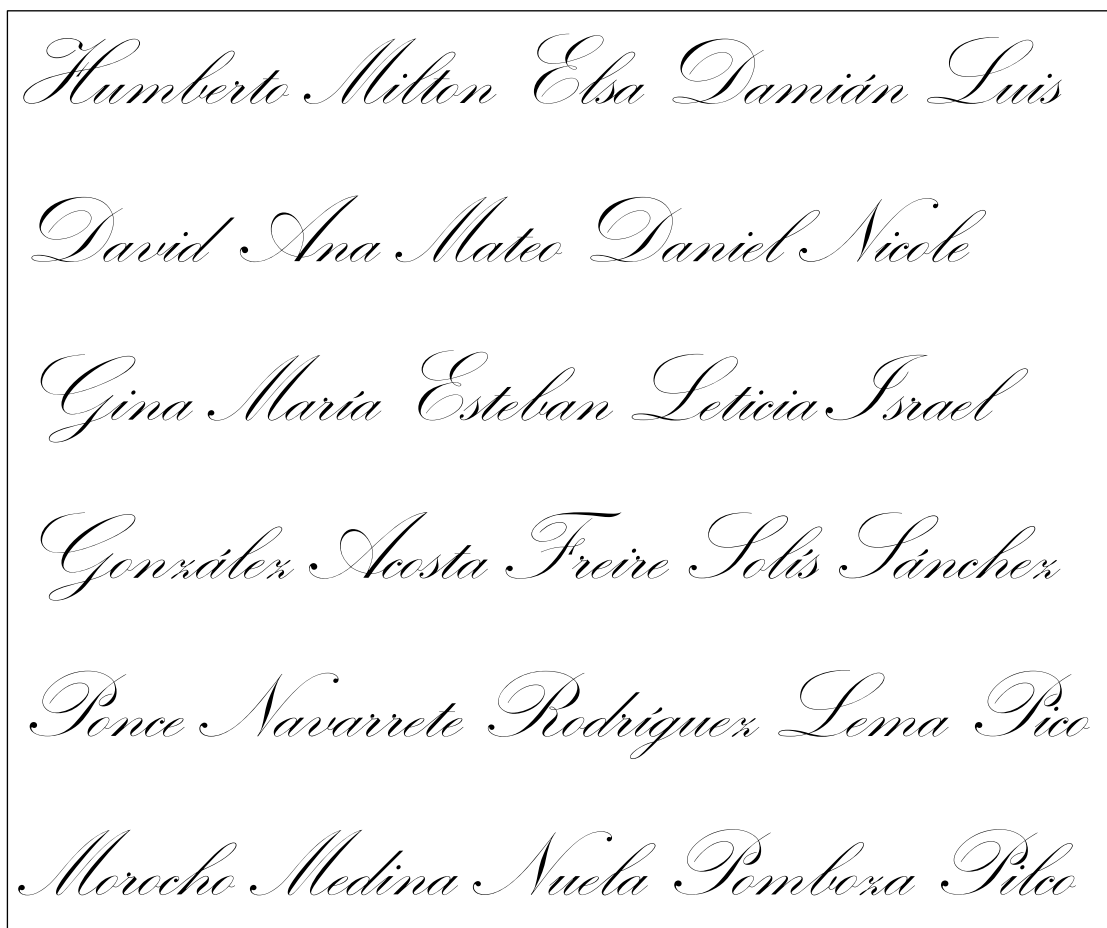 Humberto Milton Elsa Damián Luis
David Ana Mateo Daniel Nicole
Gina María Esteban Leticia Israel
González Acosta Freire Solís Sánchez
Ponce Navarrete Rodríguez Lema Pico
Morocho Medina Nuela Pomboza Pilco